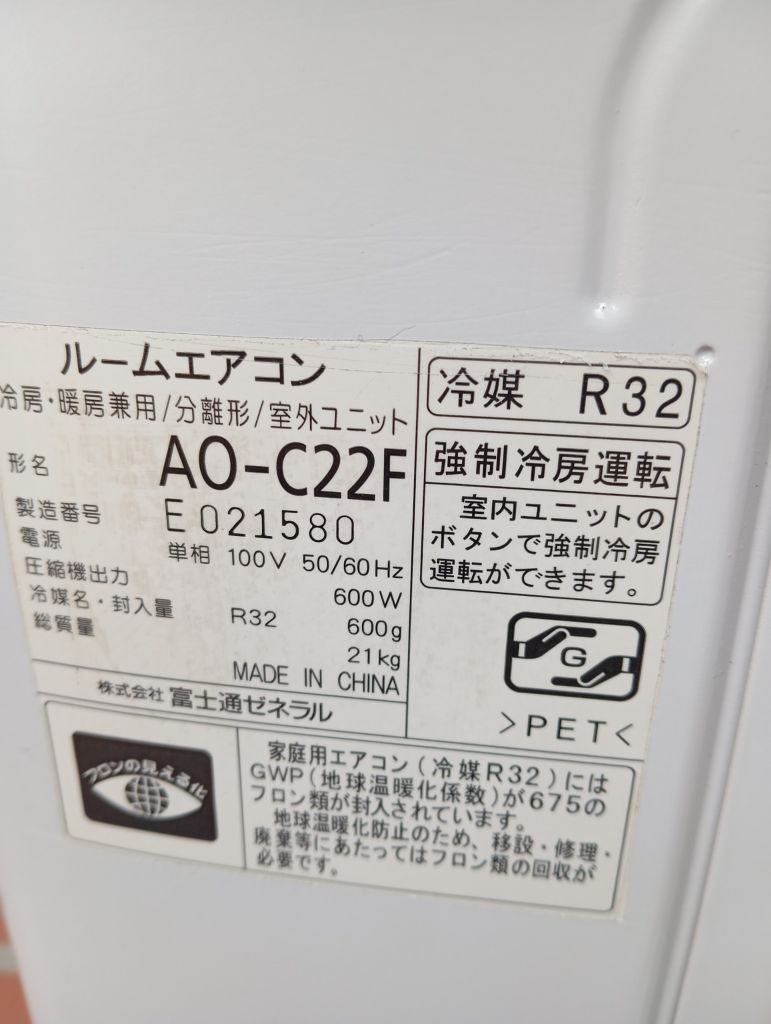 ルームエアコン
冷房・暖房兼用/分離形/室外ユニット
形名 AO-C22F
製造番号 E021580
電源 単相 100V 50/60Hz
圧縮機出力 600W
冷媒名・封入量 R32 600g
総質量 21kg
MADE IN CHINA
株式会社 富士通ゼネラル
冷媒 R32
強制冷房運転
室内ユニットの
ボタンで強制冷房
運転ができます。
G
>PET<
フロンの見える化
家庭用エアコン(冷媒R32)には
GWP(地球温暖化係数)が675の
フロン類が封入されています。
地球温暖化防止のため、移設・修理・
廃棄等にあたってはフロン類の回収が
必要です。